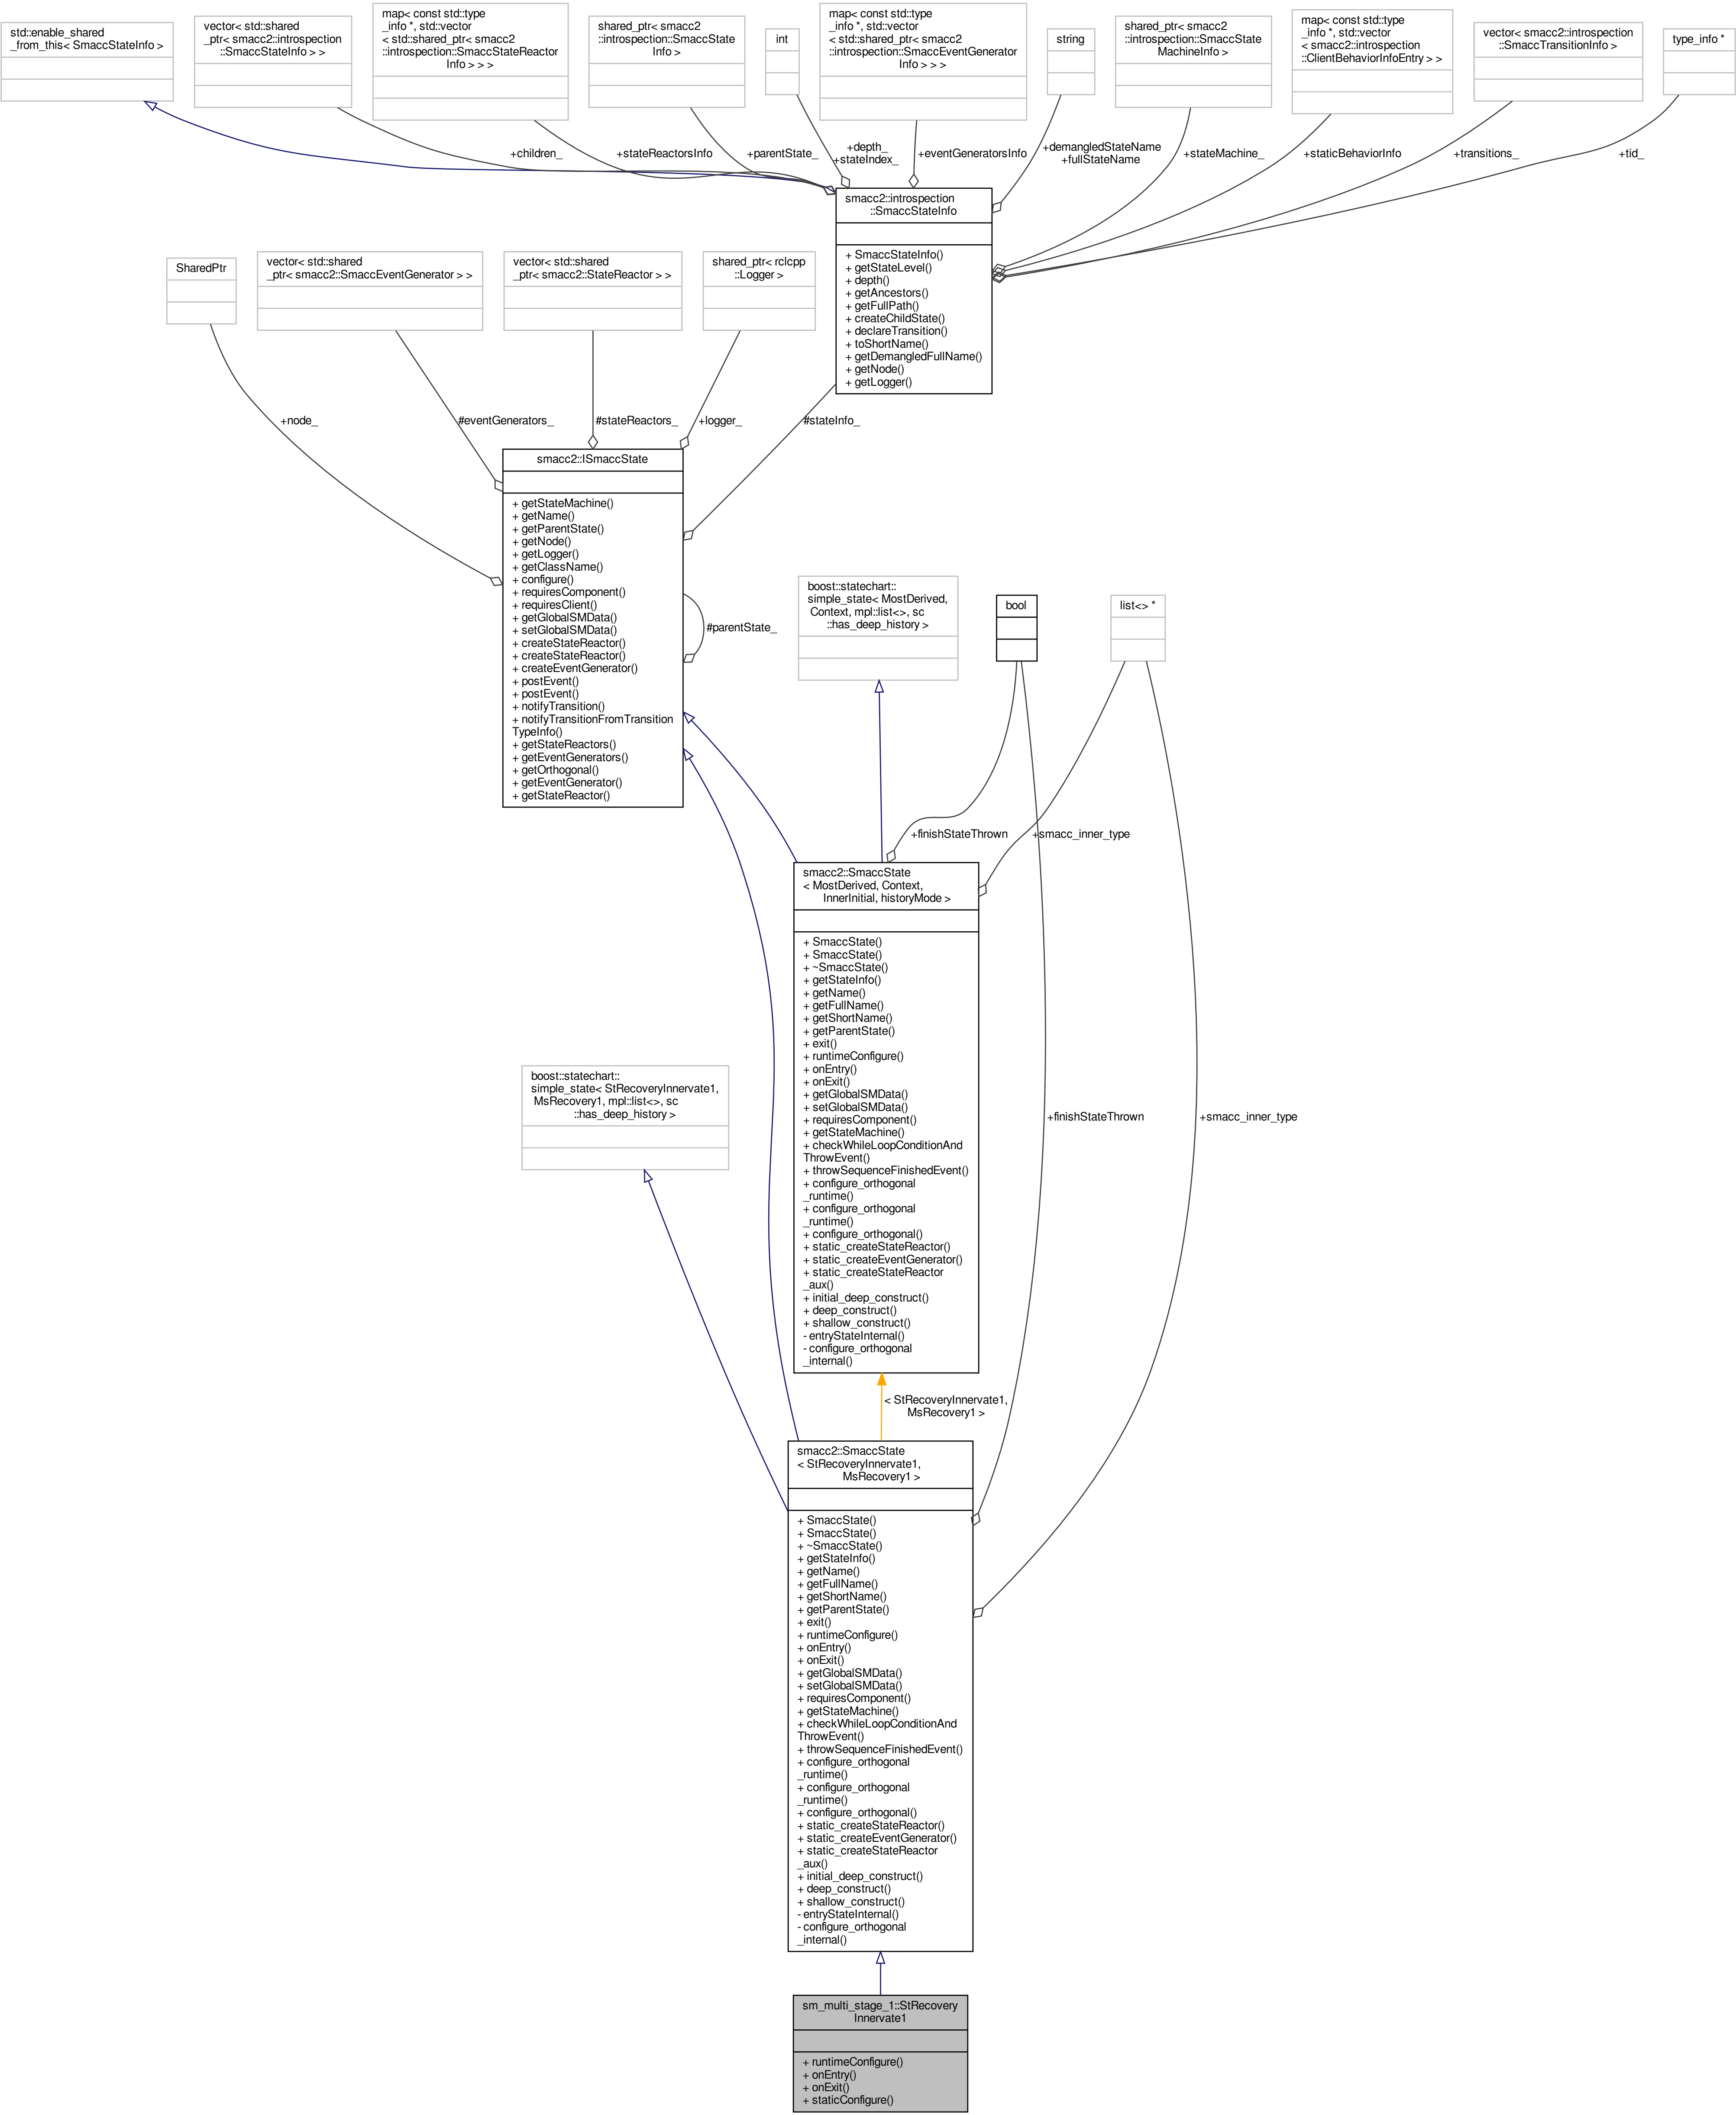 std::enable_shared
_from_this< SmaccStateInfo >
vector< std::shared
_ptr< smacc2::introspection
::SmaccStateInfo > >
map< const std::type
_info *, std::vector
< std::shared_ptr< smacc2
::introspection::SmaccStateReactor
Info > > >
shared_ptr< smacc2
::introspection::SmaccState
Info >
int
map< const std::type
_info *, std::vector
< std::shared_ptr< smacc2
::introspection::SmaccEventGenerator
Info > > >
string
shared_ptr< smacc2
::introspection::SmaccState
MachineInfo >
map< const std::type
_info *, std::vector
< smacc2::introspection
::ClientBehaviorInfoEntry > >
vector< smacc2::introspection
::SmaccTransitionInfo >
type_info *
+children_
+stateReactorsInfo
+parentState_
+depth_
+stateIndex_
+eventGeneratorsInfo
+demangledStateName
+fullStateName
+stateMachine_
+staticBehaviorInfo
+transitions_
+tid_
smacc2::introspection
::SmaccStateInfo
+ SmaccStateInfo()
+ getStateLevel()
+ depth()
+ getAncestors()
+ getFullPath()
+ createChildState()
+ declareTransition()
+ toShortName()
+ getDemangledFullName()
+ getNode()
+ getLogger()
SharedPtr
vector< std::shared
_ptr< smacc2::SmaccEventGenerator > >
vector< std::shared
_ptr< smacc2::StateReactor > >
shared_ptr< rclcpp
::Logger >
+node_
#eventGenerators_
#stateReactors_
+logger_
#stateInfo_
smacc2::ISmaccState
+ getStateMachine()
+ getName()
+ getParentState()
+ getNode()
+ getLogger()
+ getClassName()
+ configure()
+ requiresComponent()
+ requiresClient()
+ getGlobalSMData()
+ setGlobalSMData()
+ createStateReactor()
+ createStateReactor()
+ createEventGenerator()
+ postEvent()
+ postEvent()
+ notifyTransition()
+ notifyTransitionFromTransition
TypeInfo()
+ getStateReactors()
+ getEventGenerators()
+ getOrthogonal()
+ getEventGenerator()
+ getStateReactor()
#parentState_
boost::statechart::
simple_state< MostDerived,
Context, mpl::list<>, sc
::has_deep_history >
bool
list<> *
+finishStateThrown
+smacc_inner_type
smacc2::SmaccState
< MostDerived, Context,
InnerInitial, historyMode >
+ SmaccState()
+ SmaccState()
+ ~SmaccState()
+ getStateInfo()
+ getName()
+ getFullName()
+ getShortName()
+ getParentState()
+ exit()
+ runtimeConfigure()
+ onEntry()
+ onExit()
+ getGlobalSMData()
+ setGlobalSMData()
+ requiresComponent()
+ getStateMachine()
+ checkWhileLoopConditionAnd
ThrowEvent()
+ throwSequenceFinishedEvent()
+ configure_orthogonal
_runtime()
+ configure_orthogonal
_runtime()
+ configure_orthogonal()
+ static_createStateReactor()
+ static_createEventGenerator()
+ static_createStateReactor
_aux()
+ initial_deep_construct()
+ deep_construct()
+ shallow_construct()
- entryStateInternal()
- configure_orthogonal
_internal()
boost::statechart::
simple_state< StRecoveryInnervate1,
MsRecovery1, mpl::list<>, sc
::has_deep_history >
+finishStateThrown
+smacc_inner_type
< StRecoveryInnervate1,
MsRecovery1 >
smacc2::SmaccState
< StRecoveryInnervate1,
MsRecovery1 >
+ SmaccState()
+ SmaccState()
+ ~SmaccState()
+ getStateInfo()
+ getName()
+ getFullName()
+ getShortName()
+ getParentState()
+ exit()
+ runtimeConfigure()
+ onEntry()
+ onExit()
+ getGlobalSMData()
+ setGlobalSMData()
+ requiresComponent()
+ getStateMachine()
+ checkWhileLoopConditionAnd
ThrowEvent()
+ throwSequenceFinishedEvent()
+ configure_orthogonal
_runtime()
+ configure_orthogonal
_runtime()
+ configure_orthogonal()
+ static_createStateReactor()
+ static_createEventGenerator()
+ static_createStateReactor
_aux()
+ initial_deep_construct()
+ deep_construct()
+ shallow_construct()
- entryStateInternal()
- configure_orthogonal
_internal()
sm_multi_stage_1::StRecovery
Innervate1
+ runtimeConfigure()
+ onEntry()
+ onExit()
+ staticConfigure()